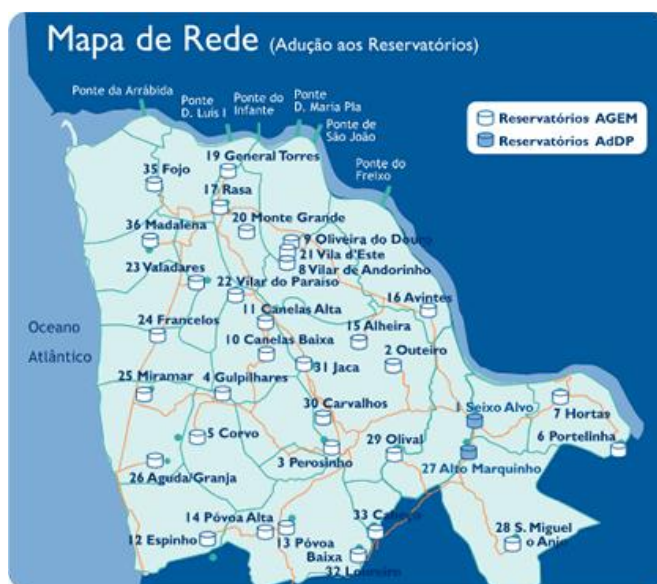 Mapa de Rede (Adução aos Reservatórios)
Ponte da Arrábida
Ponte
D. Luis I
Ponte do
Infante
Ponte
D. Maria Pia
Ponte de
São João
Ponte do
Freixo
Reservatórios AGEM
Reservatórios AdDP
19 General Torres
35 Fojo
17 Rasa
20 Monte Grande
36 Madalena
9 Oliveira do Douro
21 Vila d'Este
8 Vilar de Andorinho
23 Valadares
22 Vilar do Paraíso
16 Avintes
11 Canelas Alta
Oceano
Atlântico
24 Francelos
15 Alheira
10 Canelas Baixa
2 Outeiro
31 Jaca
25 Miramar
4 Gulpilhares
30 Carvalhos
1 Seixo Alvo
7 Hortas
5 Corvo
29 Olival
6 Portelinha
3 Perosinho
27 Alto Marquinho
26 Aguda/Granja
14 Póvoa Alta
33 Cabeço
12 Espinho
13 Póvoa
Baixa
28 S. Miguel
o Anjo
32 Loureiro